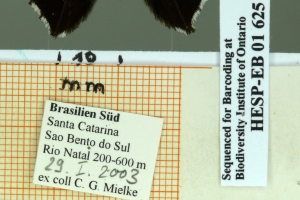 10
mm
Brasilien Süd
Santa Catarina
Sao Bento do Sul
Rio Natal 200-600 m
29. I. 2003
ex coll C. G. Mielke
Sequenced for Barcoding at
Biodiversity Institute of Ontario
HESP-EB 01 625